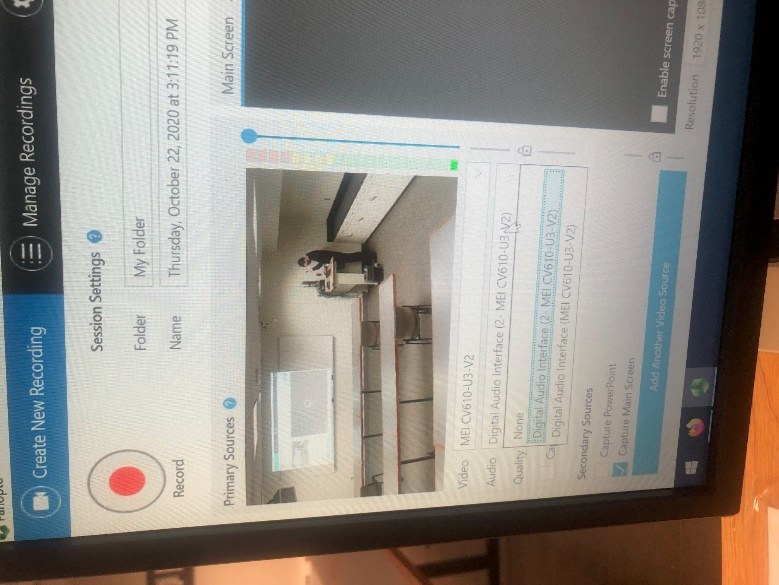 Panopto
Create New Recording
Manage Recordings
Record
Session Settings ?
Folder My Folder
Name Thursday, October 22, 2020 at 3:11:19 PM
Primary Sources ?
Main Screen
Video MEI CV610-U3-V2
Audio Digital Audio Interface (2- MEI CV610-U3-V2)
Quality None
Digital Audio Interface (2- MEI CV610-U3-V2)
Ca
Digital Audio Interface (MEI CV610-U3-V2)
Secondary Sources
Capture PowerPoint
Capture Main Screen
Add Another Video Source
Enable screen cap
Resolution 1920 x 108